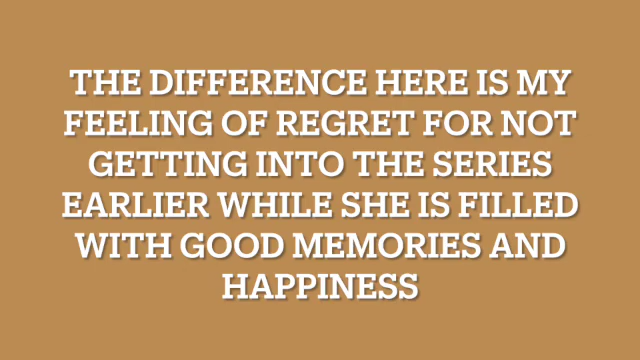 THE DIFFERENCE HERE IS MY
FEELING OF REGRET FOR NOT
GETTING INTO THE SERIES
EARLIER WHILE SHE IS FILLED
WITH GOOD MEMORIES AND
HAPPINESS